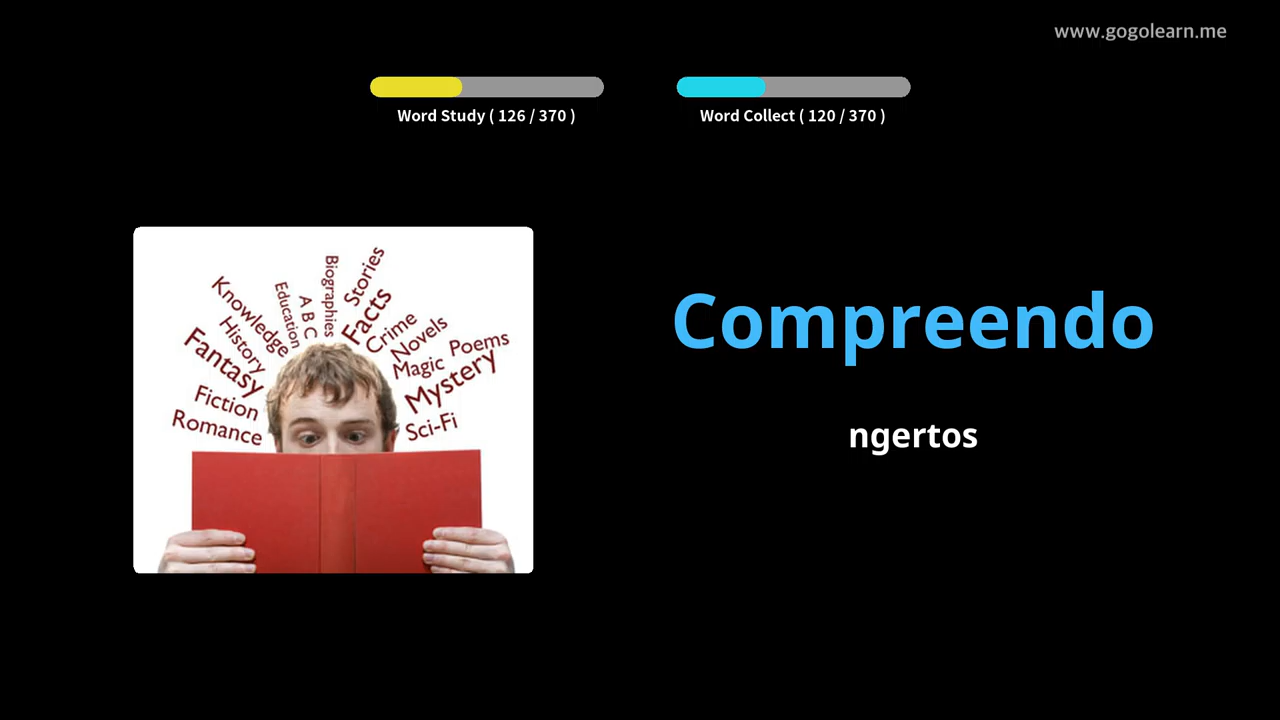 www.gogolearn.me
Word Study ( 126 / 370 )
Word Collect ( 120 / 370 )
Compreendo
ngertos
Knowledge
Education
A B C
Biographies
Stories
Facts
Crime
Novels
Poems
Magic
Mystery
Sci-Fi
History
Fantasy
Fiction
Romance